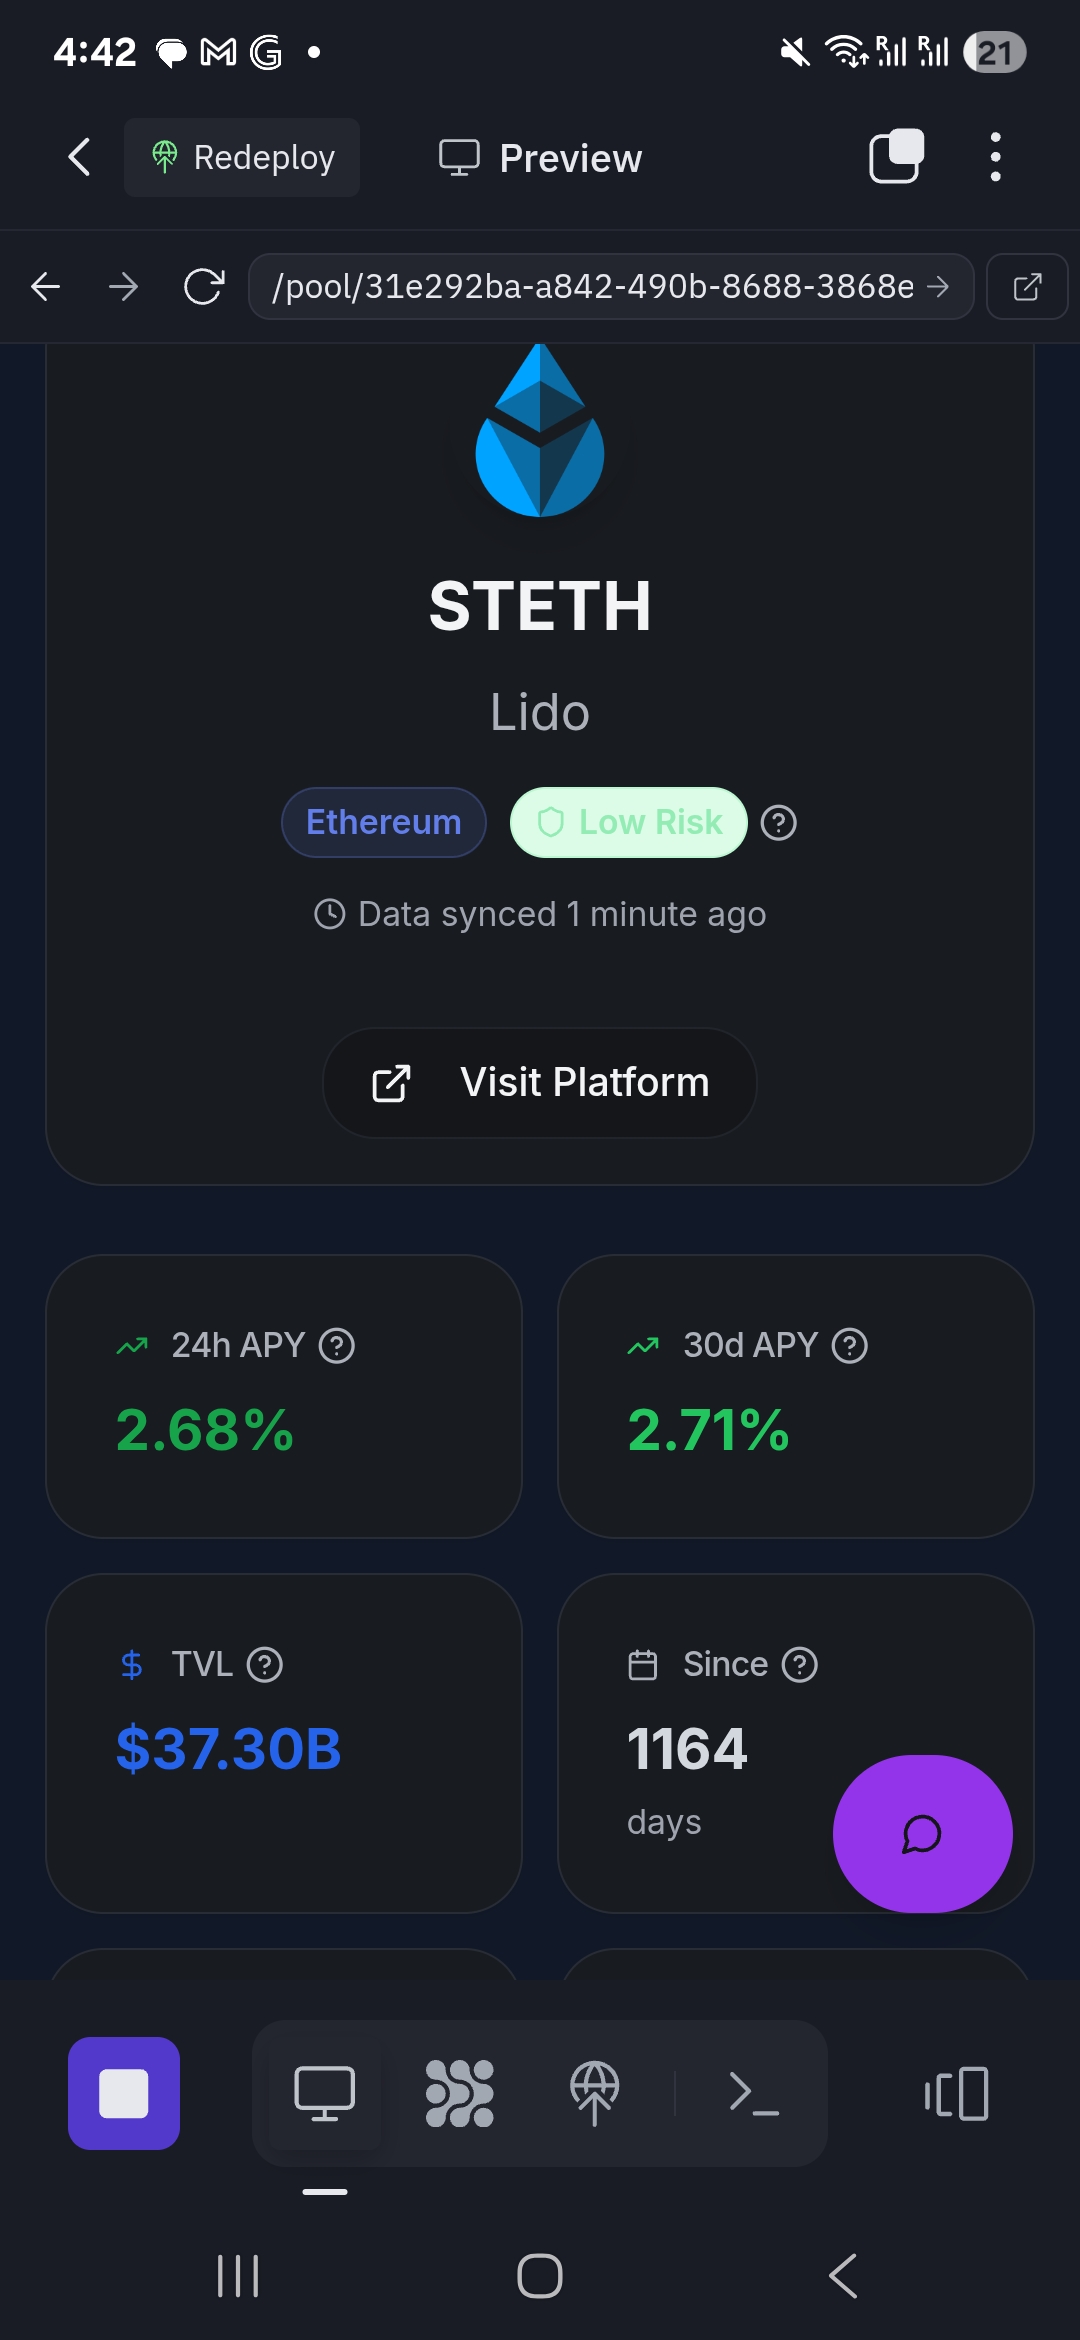 4:42
21
Redeploy
Preview
/pool/31e292ba-a842-490b-8688-3868e
STETH
Lido
Ethereum
Low Risk
Data synced 1 minute ago
Visit Platform
24h APY
2.68%
30d APY
2.71%
TVL
$37.30B
Since
1164
days